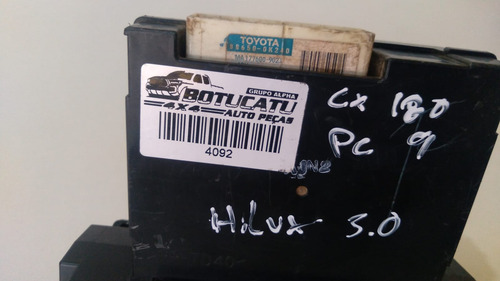 TOYOTA
GRUPO ALPHA
BOTUCATU
4X4 AUTO PEÇAS
4092
CX 180
PC 9
HiLUX 3.0